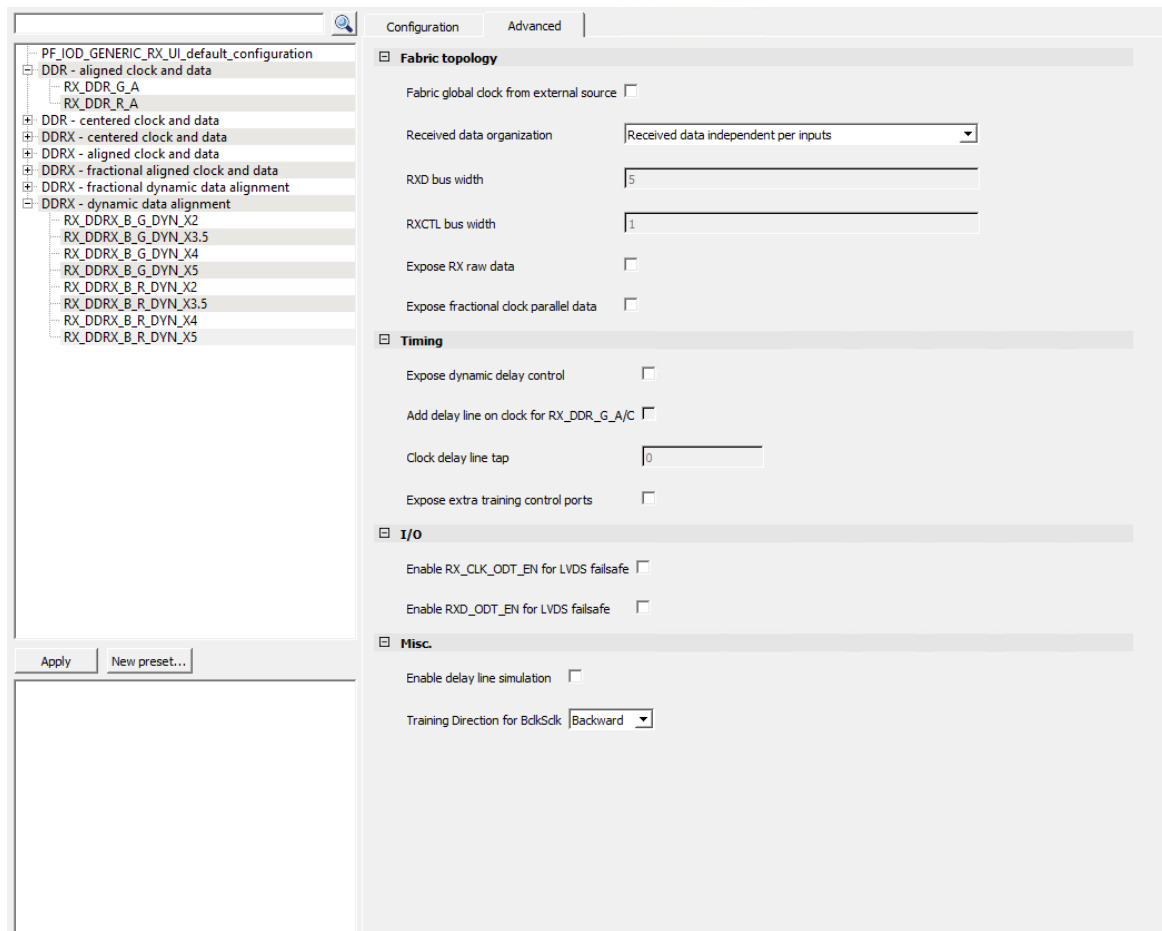 Configuration
Advanced
PF_IOD_GENERIC_RX_UI_default_configuration
DDR - aligned clock and data
RX_DDR_G_A
RX_DDR_R_A
DDR - centered clock and data
DDRX - centered clock and data
DDRX - aligned clock and data
DDRX - fractional aligned clock and data
DDRX - fractional dynamic data alignment
DDRX - dynamic data alignment
RX_DDRX_B_G_DYN_X2
RX_DDRX_B_G_DYN_X3.5
RX_DDRX_B_G_DYN_X4
RX_DDRX_B_G_DYN_X5
RX_DDRX_B_R_DYN_X2
RX_DDRX_B_R_DYN_X3.5
RX_DDRX_B_R_DYN_X4
RX_DDRX_B_R_DYN_X5
Apply
New preset...
Fabric topology
Fabric global clock from external source
Received data organization Received data independent per inputs
RXD bus width 5
RXCTL bus width 1
Expose RX raw data
Expose fractional clock parallel data
Timing
Expose dynamic delay control
Add delay line on clock for RX_DDR_G_A/C
Clock delay line tap 0
Expose extra training control ports
I/O
Enable RX_CLK_ODT_EN for LVDS failsafe
Enable RXD_ODT_EN for LVDS failsafe
Misc.
Enable delay line simulation
Training Direction for BclkSclk Backward